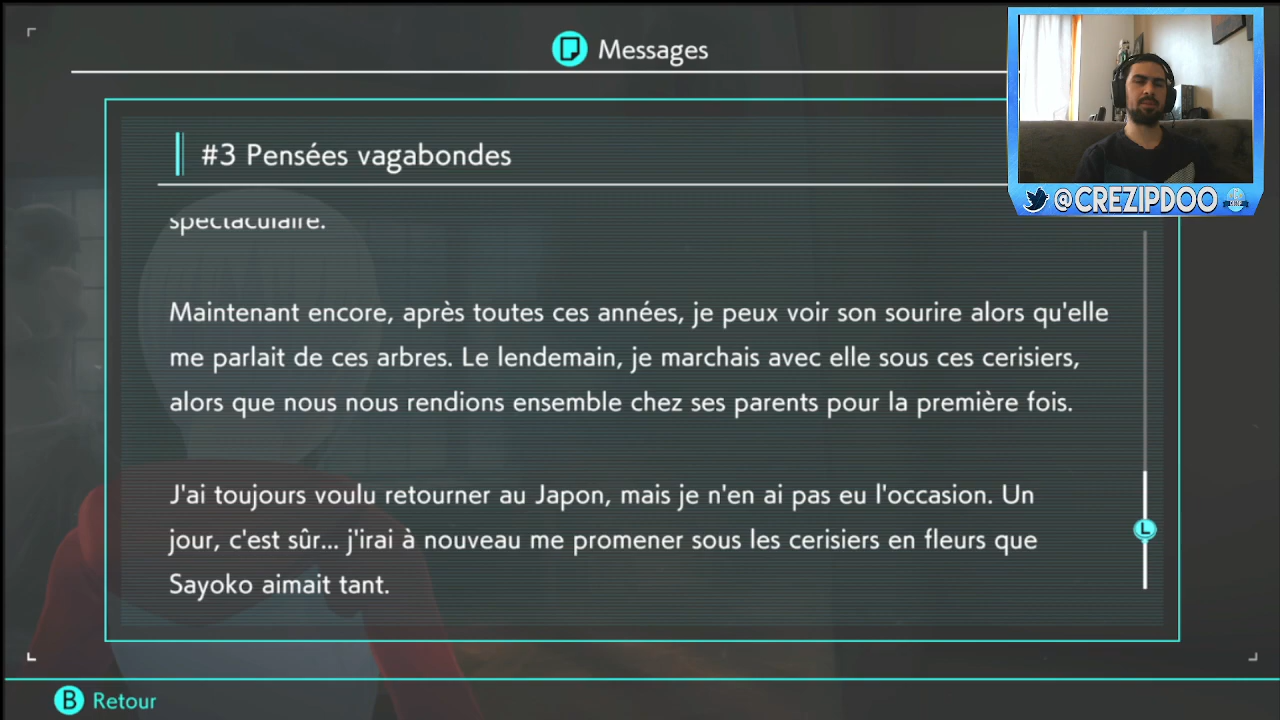 Messages
#3 Pensées vagabondes
@CREZIPDOO
spectaculaire.
Maintenant encore, après toutes ces années, je peux voir son sourire alors qu'elle
me parlait de ces arbres. Le lendemain, je marchais avec elle sous ces cerisiers,
alors que nous nous rendions ensemble chez ses parents pour la première fois.
J'ai toujours voulu retourner au Japon, mais je n'en ai pas eu l'occasion. Un
jour, c'est sûr... j'irai à nouveau me promener sous les cerisiers en fleurs que
Sayoko aimait tant.
L
B Retour